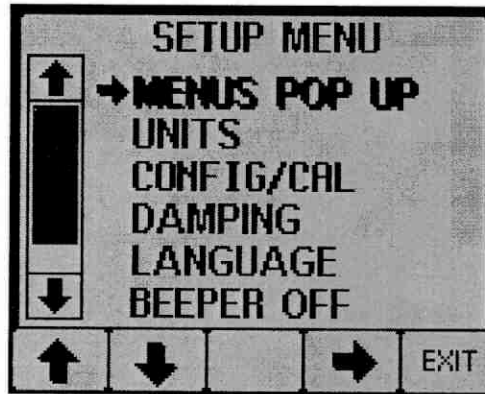 SETUP MENU
MENUS POP UP
UNITS
CONFIG/CAL
DAMPING
LANGUAGE
BEEPER OFF
EXIT